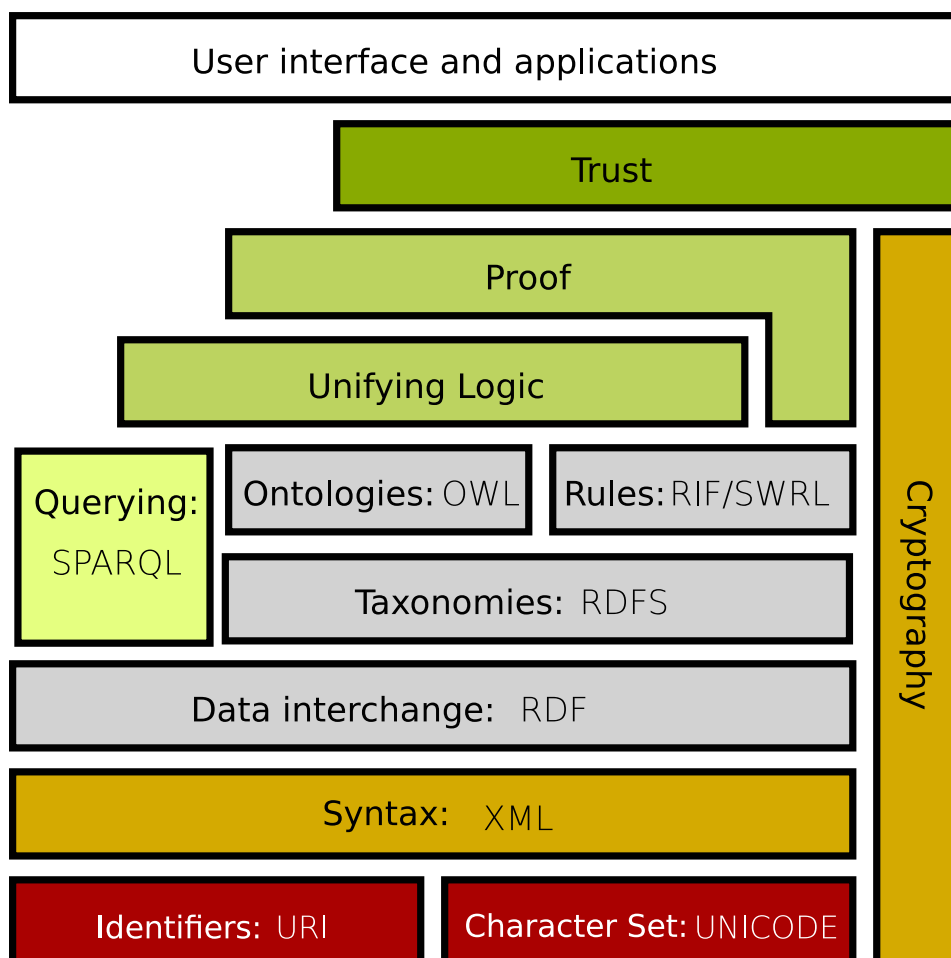 User interface and applications
Trust
Proof
Unifying Logic
Querying:
SPARQL
Ontologies: OWL
Rules: RIF/SWRL
Taxonomies: RDFS
Cryptography
Data interchange: RDF
Syntax: XML
Identifiers: URI
Character Set: UNICODE